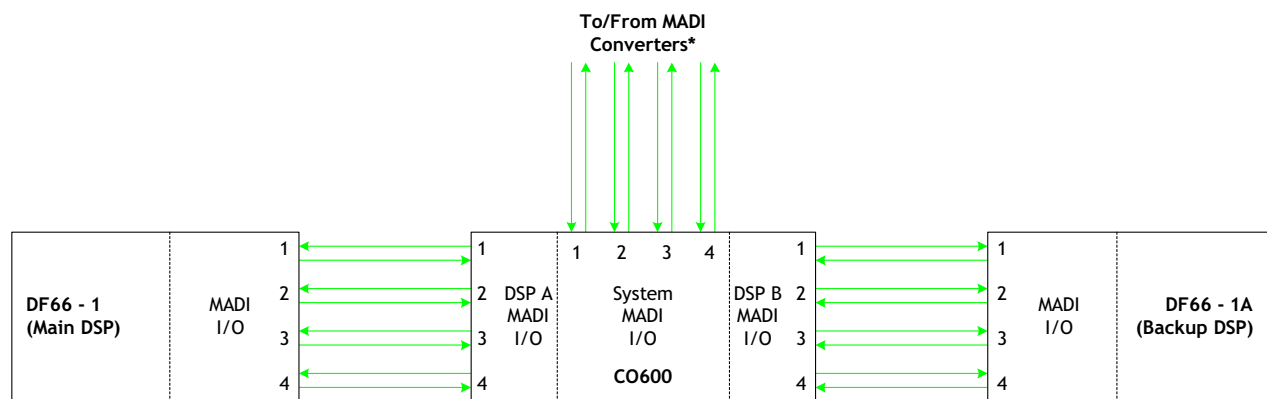 To/From MADI
Converters*
DF66 - 1
(Main DSP)
MADI
I/O
1
2
3
4
1
2
3
4
DSP A
MADI
I/O
1 2 3 4
System
MADI
I/O
CO600
DSP B
MADI
I/O
1
2
3
4
1
2
3
4
MADI
I/O
DF66 - 1A
(Backup DSP)